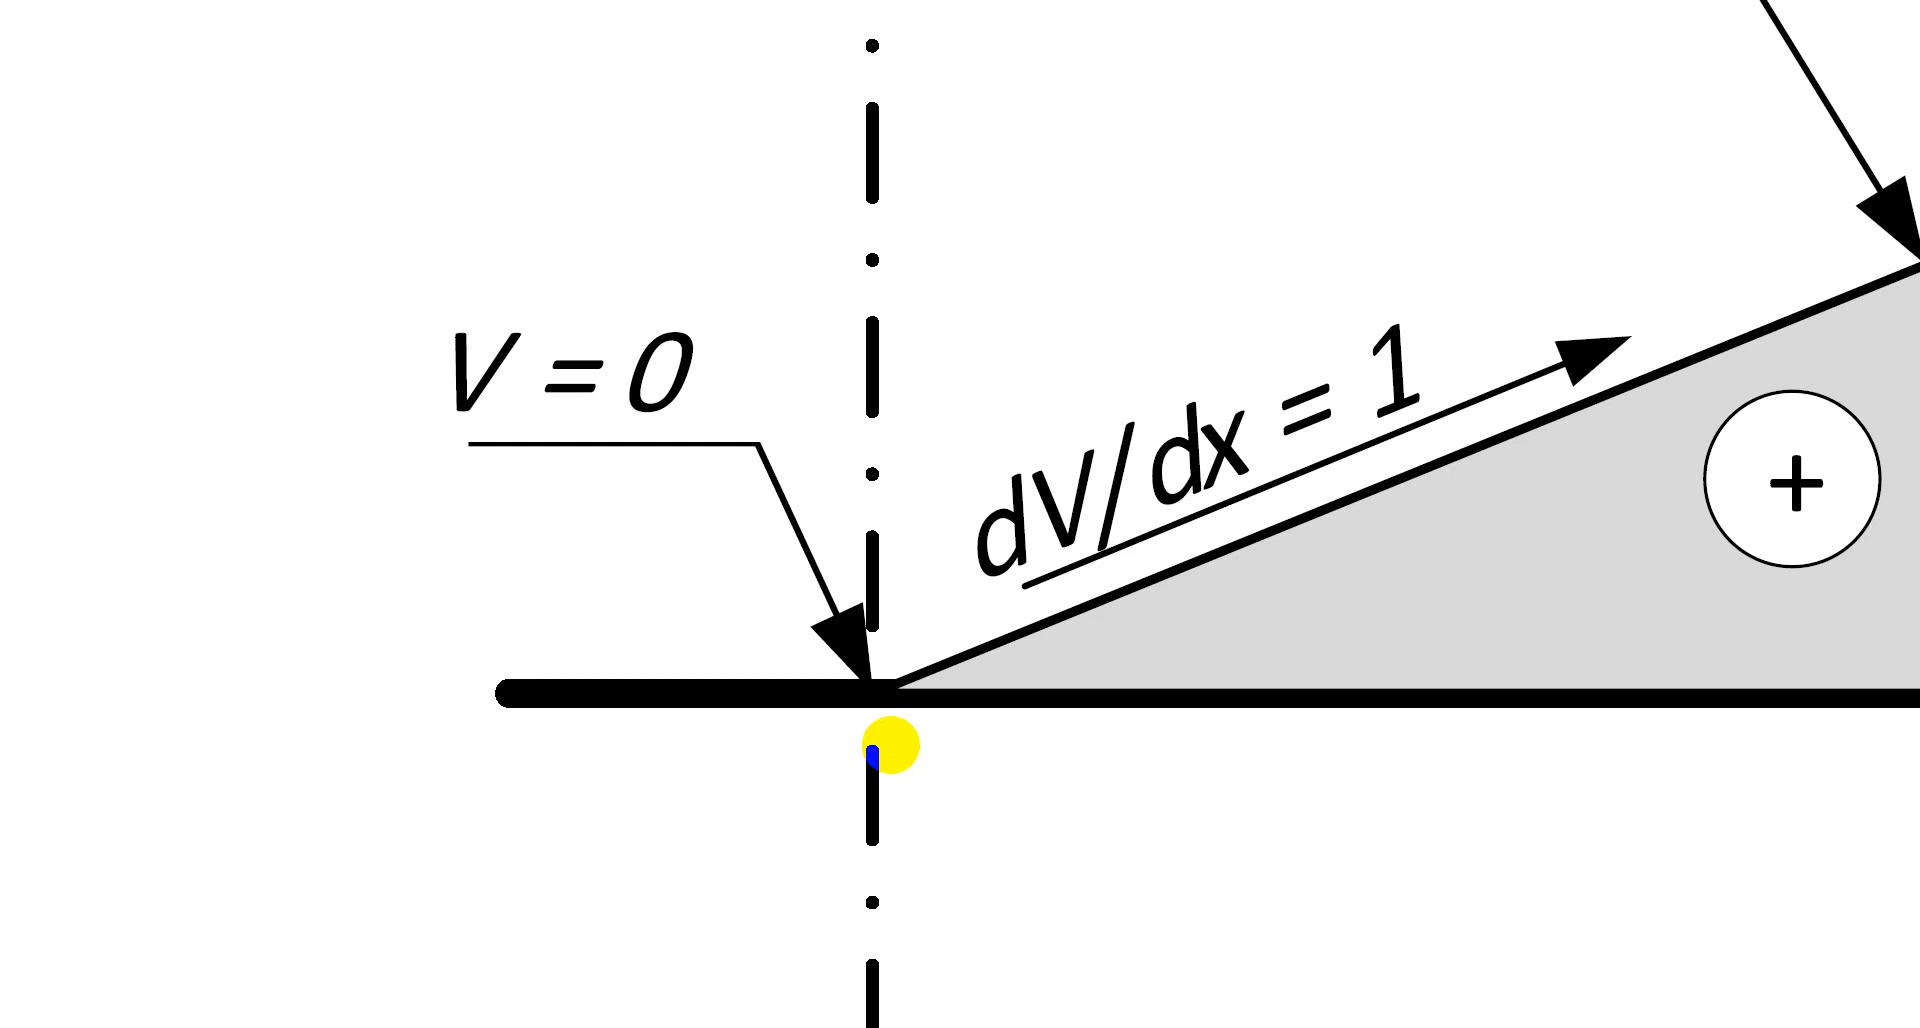 V = 0
dV/dx = 1
+